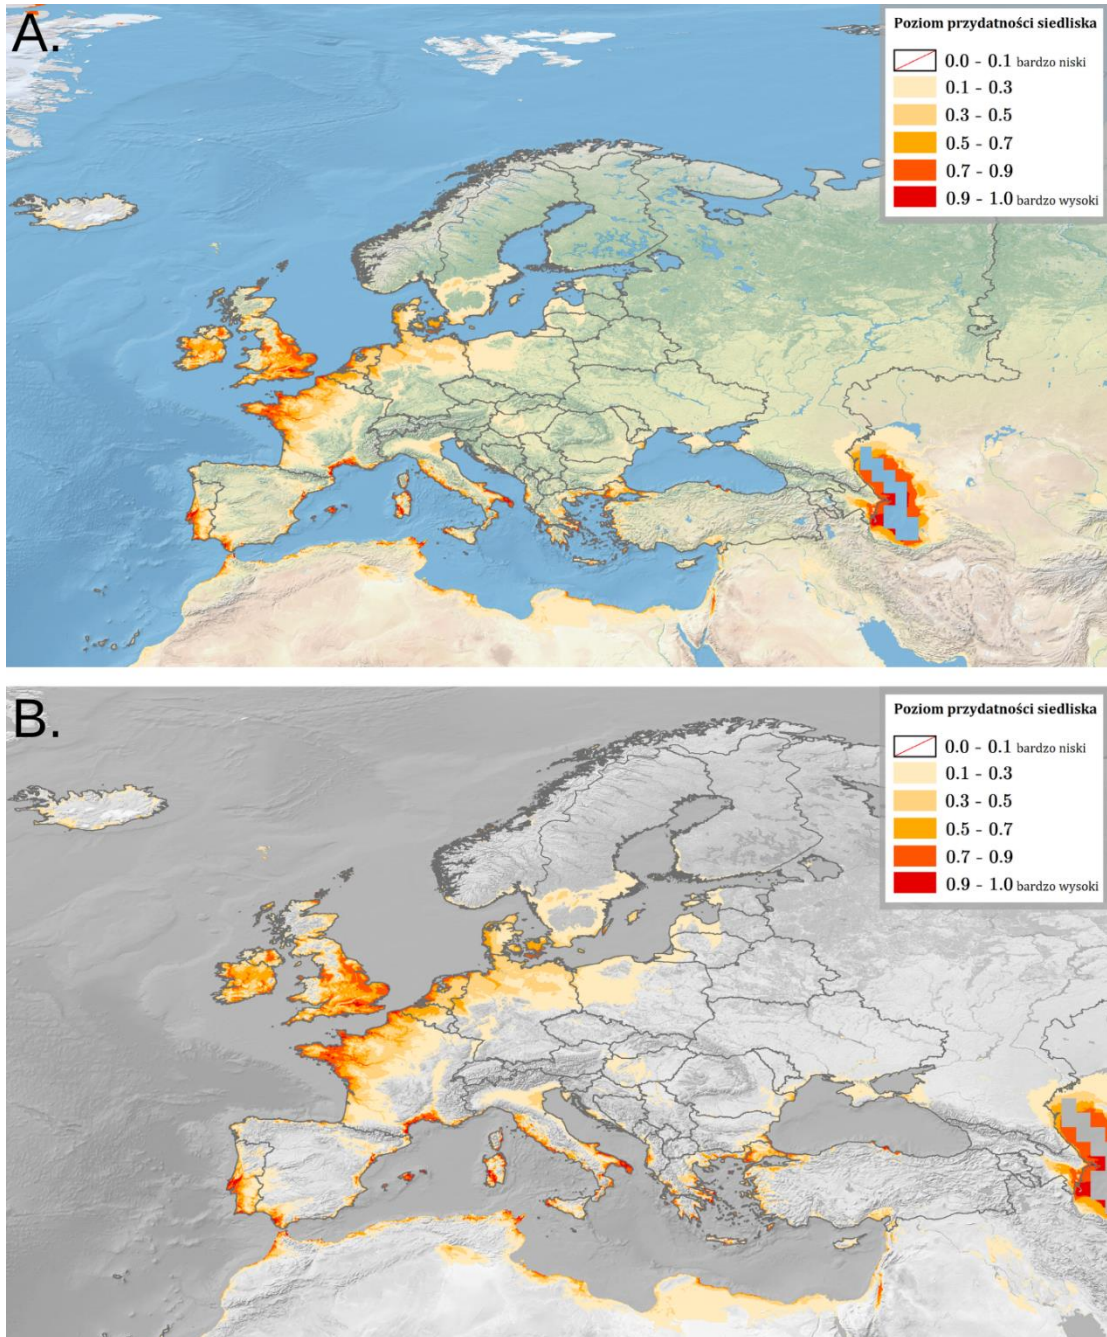 A.
Poziom przydatności siedliska
0.0 - 0.1 bardzo niski
0.1 - 0.3
0.3 - 0.5
0.5 - 0.7
0.7 - 0.9
0.9 - 1.0 bardzo wysoki
B.
Poziom przydatności siedliska
0.0 - 0.1 bardzo niski
0.1 - 0.3
0.3 - 0.5
0.5 - 0.7
0.7 - 0.9
0.9 - 1.0 bardzo wysoki